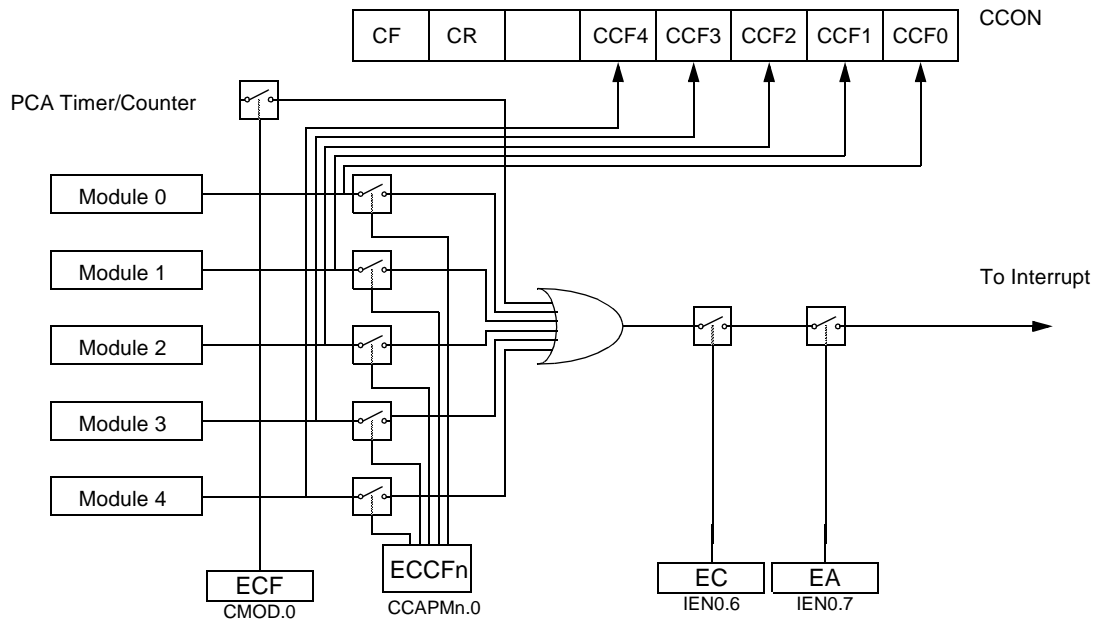 CCON
CF CR CCF4 CCF3 CCF2 CCF1 CCF0
PCA Timer/Counter
Module 0
Module 1
To Interrupt
Module 2
Module 3
Module 4
ECF
CMOD.0
ECCFn
CCAPMn.0
EC
IEN0.6
EA
IEN0.7